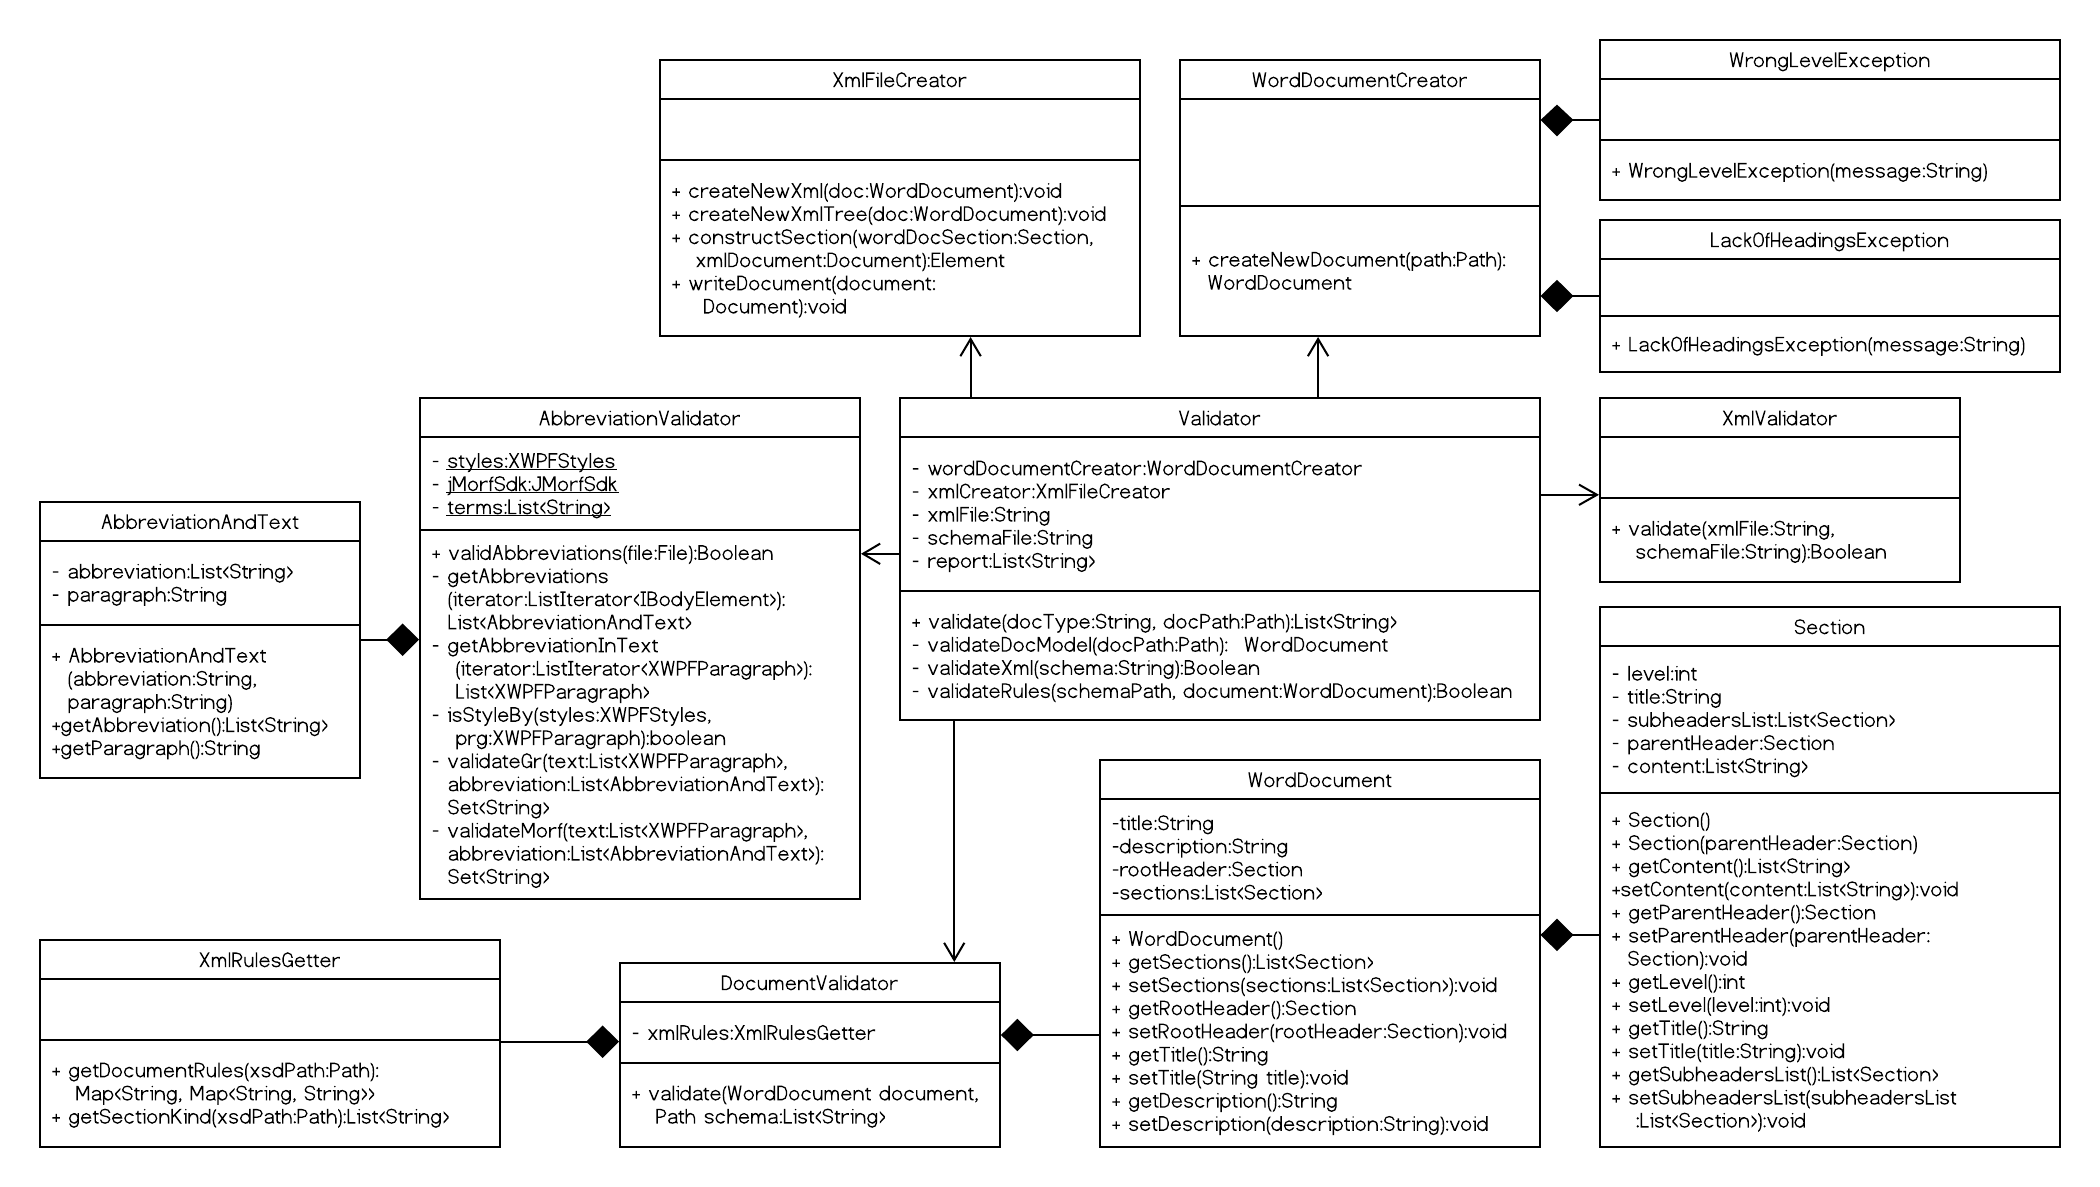 XmlFileCreator
+ createNewXml(doc:WordDocument):void
+ createNewXmlTree(doc:WordDocument):void
+ constructSection(wordDocSection:Section,
xmlDocument:Document):Element
+ writeDocument(document:
Document):void
WordDocumentCreator
+ createNewDocument(path:Path):
WordDocument
WrongLevelException
+ WrongLevelException(message:String)
LackOfHeadingsException
+ LackOfHeadingsException(message:String)
AbbreviationAndText
- abbreviation:List<String>
- paragraph:String
+ AbbreviationAndText
(abbreviation:String,
paragraph:String)
+getAbbreviation():List<String>
+getParagraph():String
AbbreviationValidator
- styles:XWPFStyles
- jMorfSdk:JMorfSdk
- terms:List<String>
+ validAbbreviations(file:File):Boolean
- getAbbreviations
(iterator:ListIterator<IBodyElement>):
List<AbbreviationAndText>
- getAbbreviationInText
(iterator:ListIterator<XWPFParagraph>):
List<XWPFParagraph>
- isStyleBy(styles:XWPFStyles,
prg:XWPFParagraph):boolean
- validateGr(text:List<XWPFParagraph>,
abbreviation:List<AbbreviationAndText>):
Set<String>
- validateMorf(text:List<XWPFParagraph>,
abbreviation:List<AbbreviationAndText>):
Set<String>
Validator
- wordDocumentCreator:WordDocumentCreator
- xmlCreator:XmlFileCreator
- xmlFile:String
- schemaFile:String
- report:List<String>
+ validate(docType:String, docPath:Path):List<String>
- validateDocModel(docPath:Path): WordDocument
- validateXml(schema:String):Boolean
- validateRules(schemaPath, document:WordDocument):Boolean
XmlValidator
+ validate(xmlFile:String,
schemaFile:String):Boolean
XmlRulesGetter
+ getDocumentRules(xsdPath:Path):
Map<String, Map<String, String>>
+ getSectionKind(xsdPath:Path):List<String>
DocumentValidator
- xmlRules:XmlRulesGetter
+ validate(WordDocument document,
Path schema:List<String>
WordDocument
-title:String
-description:String
-rootHeader:Section
-sections:List<Section>
+ WordDocument()
+ getSections():List<Section>
+ setSections(sections:List<Section>):void
+ getRootHeader():Section
+ setRootHeader(rootHeader:Section):void
+ getTitle():String
+ setTitle(String title):void
+ getDescription():String
+ setDescription(description:String):void
Section
- level:int
- title:String
- subheadersList:List<Section>
- parentHeader:Section
- content:List<String>
+ Section()
+ Section(parentHeader:Section)
+ getContent():List<String>
+setContent(content:List<String>):void
+ getParentHeader():Section
+ setParentHeader(parentHeader:
Section):void
+ getLevel():int
+ setLevel(level:int):void
+ getTitle():String
+ setTitle(title:String):void
+ getSubheadersList():List<Section>
+ setSubheadersList(subheadersList
:List<Section>):void